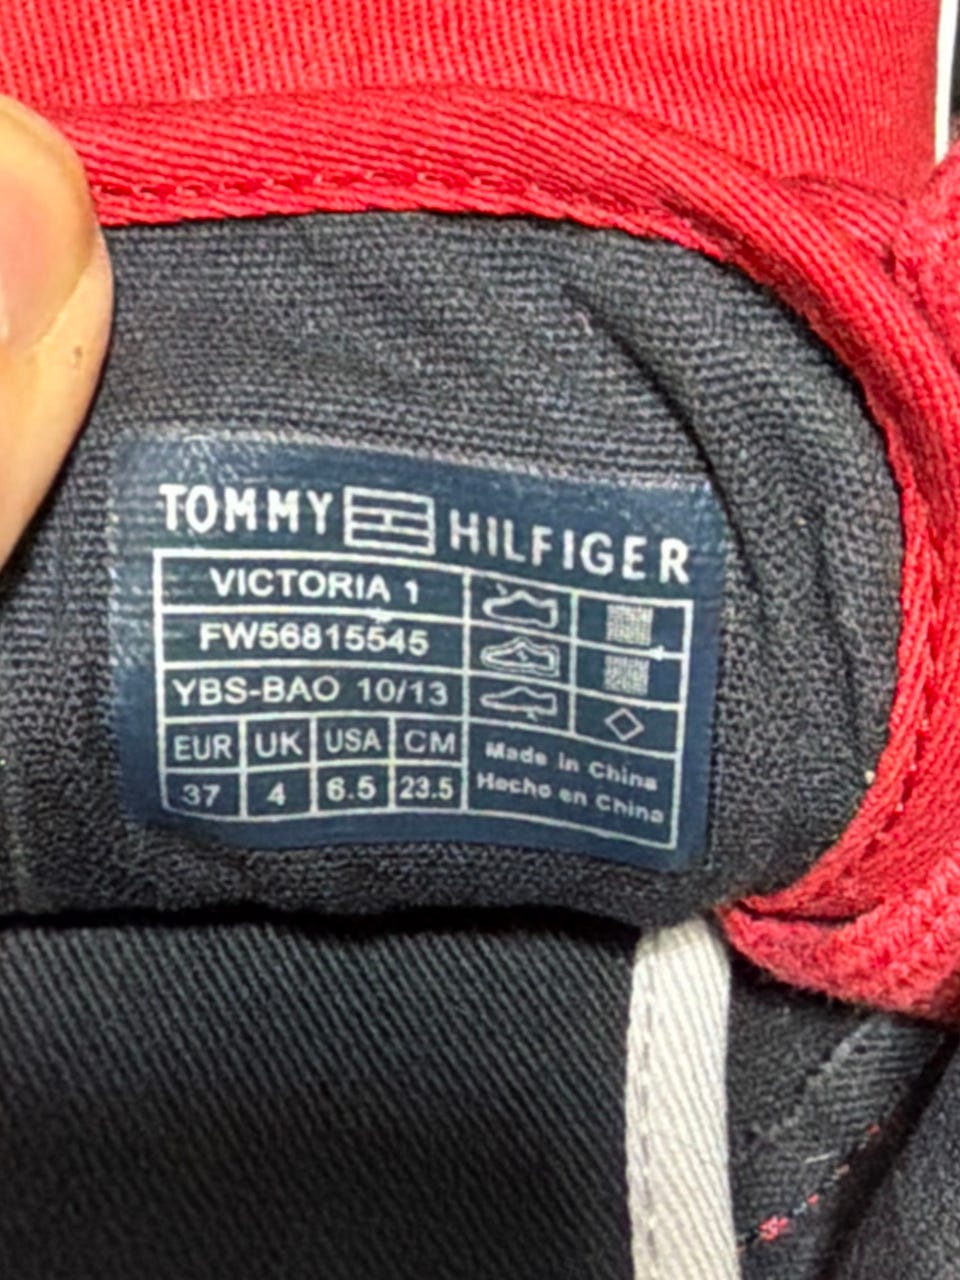 TOMMY HILFIGER
VICTORIA 1
FW56815545
YBS-BAO 10/13
EUR UK USA CM
37 4 6.5 23.5
Made in China
Hecho en China